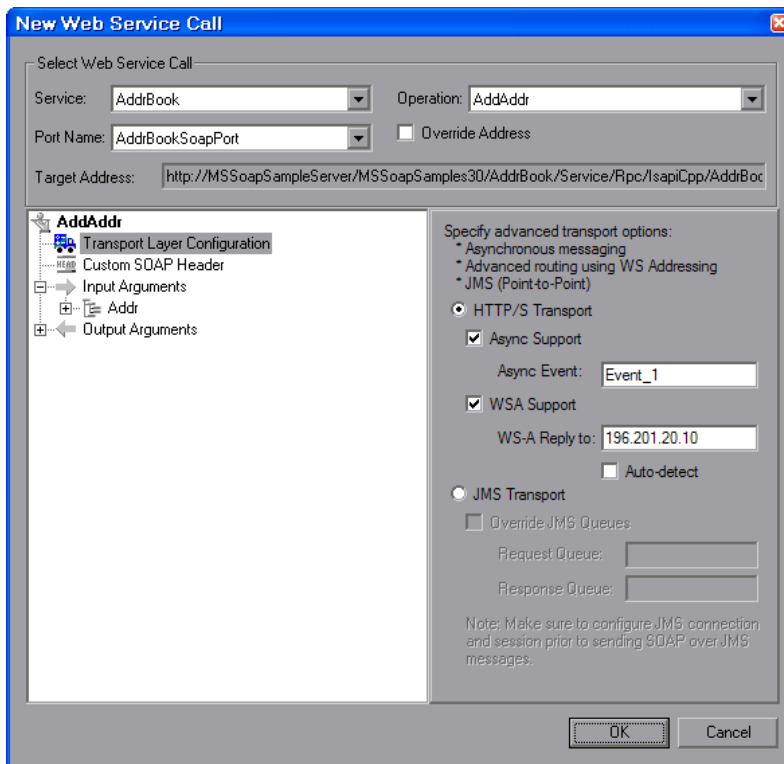 New Web Service Call
Select Web Service Call
Service: AddrBook Operation: AddAddr
Port Name: AddrBookSoapPort Override Address
Target Address: http://MSSoapSampleServer/MSSoapSamples30/AddrBook/Service/Rpc/IsapiCpp/AddrBoc
AddAddr
Transport Layer Configuration
HEAD Custom SOAP Header
Input Arguments
Addr
Output Arguments
Specify advanced transport options:
* Asynchronous messaging
* Advanced routing using WS Addressing
* JMS (Point-to-Point)
HTTP/S Transport
Async Support
Async Event: Event_1
WSA Support
WS-A Reply to: 196.201.20.10
Auto-detect
JMS Transport
Override JMS Queues
Request Queue:
Response Queue:
Note: Make sure to configure JMS connection
and session prior to sending SOAP over JMS
messages.
OK Cancel